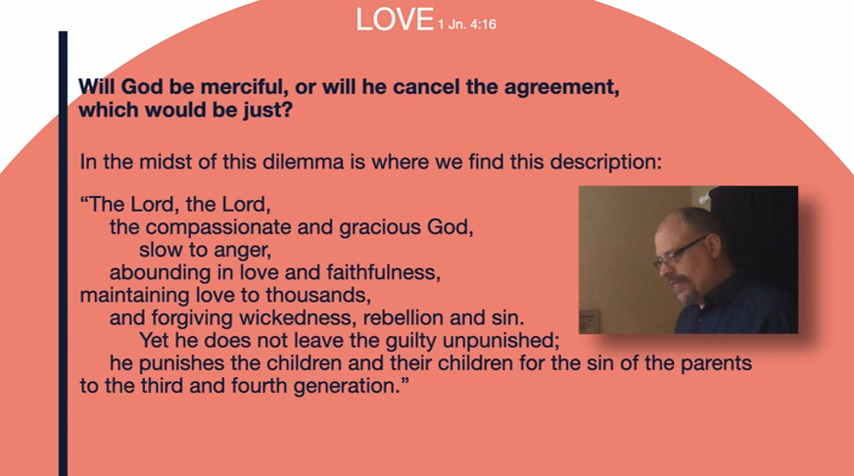 LOVE 1 Jn. 4:16
Will God be merciful, or will he cancel the agreement,
which would be just?
In the midst of this dilemma is where we find this description:
“The Lord, the Lord,
the compassionate and gracious God,
slow to anger,
abounding in love and faithfulness,
maintaining love to thousands,
and forgiving wickedness, rebellion and sin.
Yet he does not leave the guilty unpunished;
he punishes the children and their children for the sin of the parents
to the third and fourth generation.”